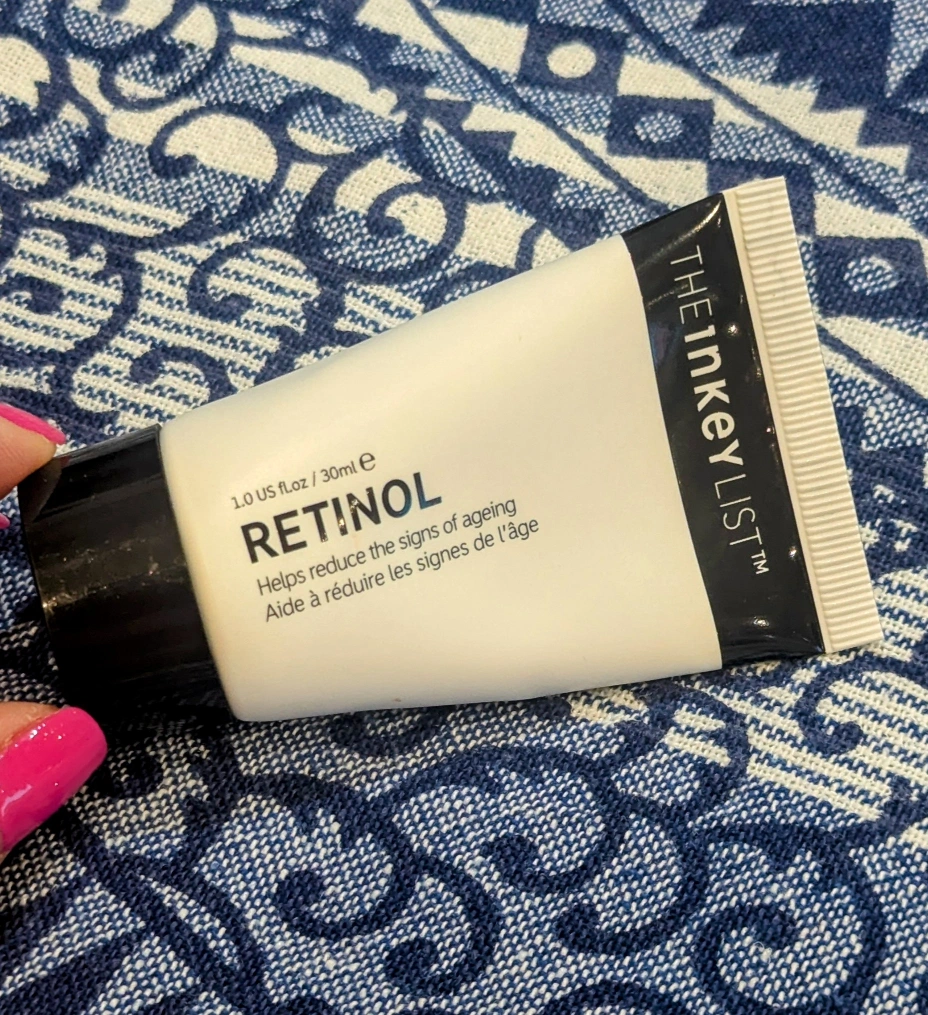 1.0 US fl.oz / 30ml e
RETINOL
Helps reduce the signs of ageing
Aide à réduire les signes de l'âge
THE INKEY LIST™